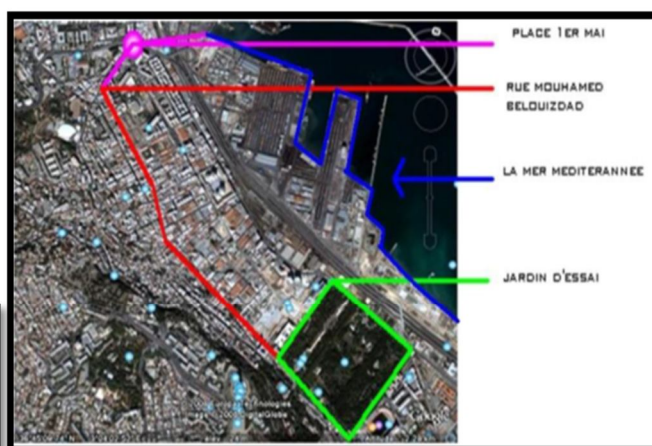 PLACE 1ER MAI
RUE MOUHAMED
BELOUIZDAD
LA MER MEDITERANNEE
JARDIN D'ESSAI